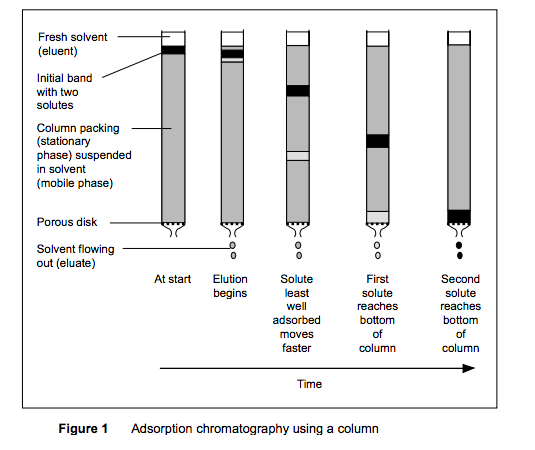 Fresh solvent
(eluent)
Initial band
with two
solutes
Column packing
(stationary
phase) suspended
in solvent
(mobile phase)
Porous disk
Solvent flowing
out (eluate)
At start
Elution
begins
Solute
least
well
adsorbed
moves
faster
First
solute
reaches
bottom
of
column
Second
solute
reaches
bottom
of
column
Time
Figure 1 Adsorption chromatography using a column